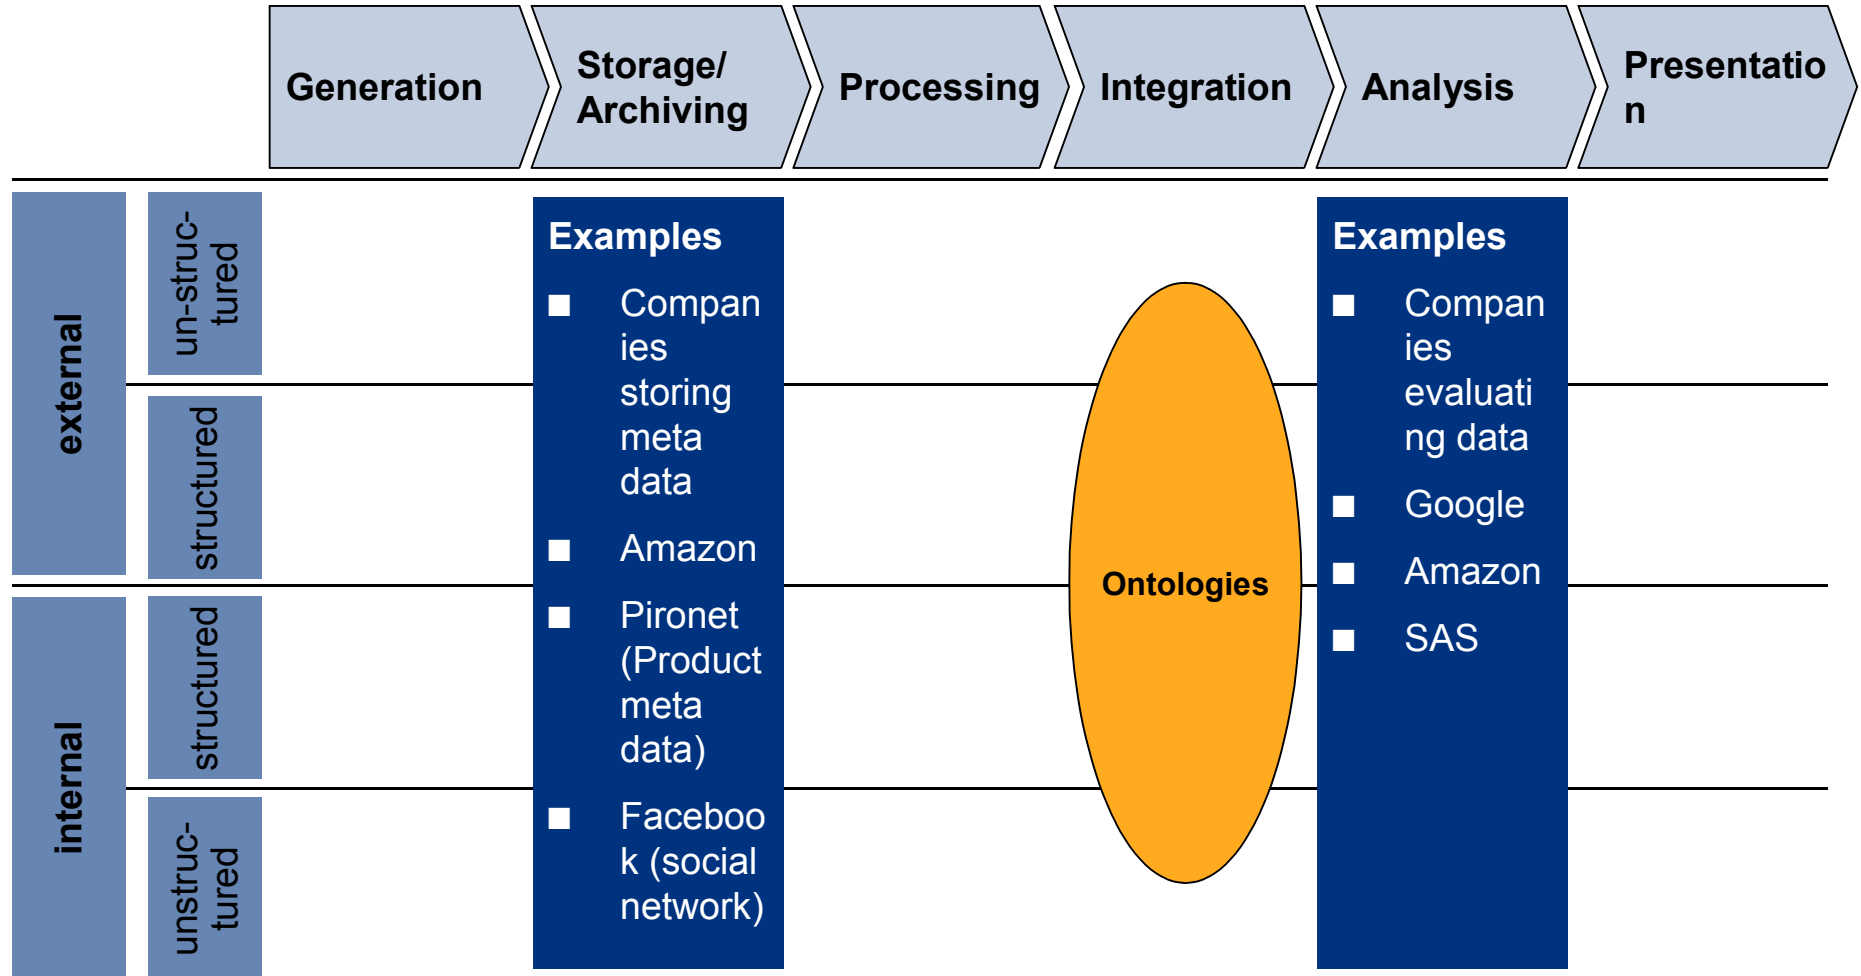 Generation
Storage/
Archiving
Processing
Integration
Analysis
Presentatio
n
external
un-struc-
tured
structured
internal
structured
unstruc-
tured
Examples
■ Compan
ies
storing
meta
data
■ Amazon
■ Pironet
(Product
meta
data)
■ Faceboo
k (social
network)
Ontologies
Examples
■ Compan
ies
evaluati
ng data
■ Google
■ Amazon
■ SAS